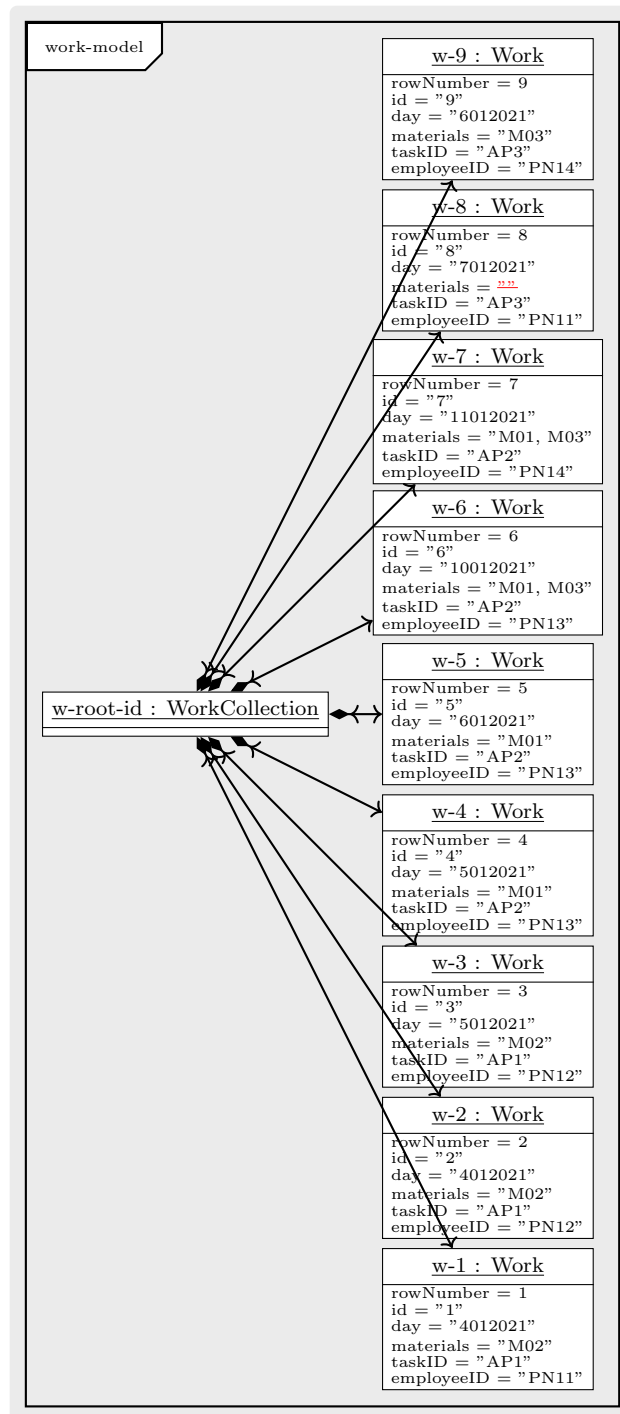 work-model
w-9 : Work
rowNumber = 9
id = "9"
day = "6012021"
materials = "M03"
taskID = "AP3"
employeeID = "PN14"
w-8 : Work
rowNumber = 8
id = "8"
day = "7012021"
materials = ""
taskID = "AP3"
employeeID = "PN11"
w-7 : Work
rowNumber = 7
id = "7"
day = "11012021"
materials = "M01, M03"
taskID = "AP2"
employeeID = "PN14"
w-6 : Work
rowNumber = 6
id = "6"
day = "10012021"
materials = "M01, M03"
taskID = "AP2"
employeeID = "PN13"
w-root-id : WorkCollection
w-5 : Work
rowNumber = 5
id = "5"
day = "6012021"
materials = "M01"
taskID = "AP2"
employeeID = "PN13"
w-4 : Work
rowNumber = 4
id = "4"
day = "5012021"
materials = "M01"
taskID = "AP2"
employeeID = "PN13"
w-3 : Work
rowNumber = 3
id = "3"
day = "5012021"
materials = "M02"
taskID = "AP1"
employeeID = "PN12"
w-2 : Work
rowNumber = 2
id = "2"
day = "4012021"
materials = "M02"
taskID = "AP1"
employeeID = "PN12"
w-1 : Work
rowNumber = 1
id = "1"
day = "4012021"
materials = "M02"
taskID = "AP1"
employeeID = "PN11"